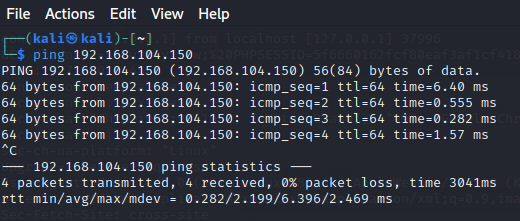 File Actions Edit View Help
┌──(kali㉿kali)-[~]
└─$ ping 192.168.104.150
PING 192.168.104.150 (192.168.104.150) 56(84) bytes of data.
64 bytes from 192.168.104.150: icmp_seq=1 ttl=64 time=6.40 ms
64 bytes from 192.168.104.150: icmp_seq=2 ttl=64 time=0.555 ms
64 bytes from 192.168.104.150: icmp_seq=3 ttl=64 time=0.282 ms
64 bytes from 192.168.104.150: icmp_seq=4 ttl=64 time=1.57 ms
^C
--- 192.168.104.150 ping statistics ---
4 packets transmitted, 4 received, 0% packet loss, time 3041ms
rtt min/avg/max/mdev = 0.282/2.199/6.396/2.469 ms